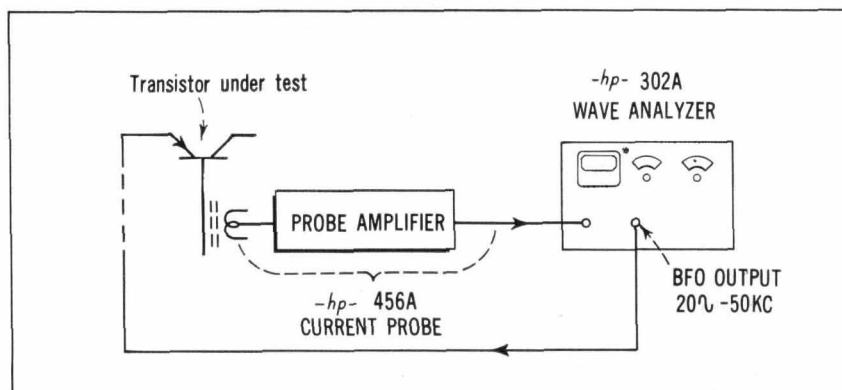 Transistor under test
-hp- 302A
WAVE ANALYZER
PROBE AMPLIFIER
BFO OUTPUT
20∿ -50KC
-hp- 456A
CURRENT PROBE